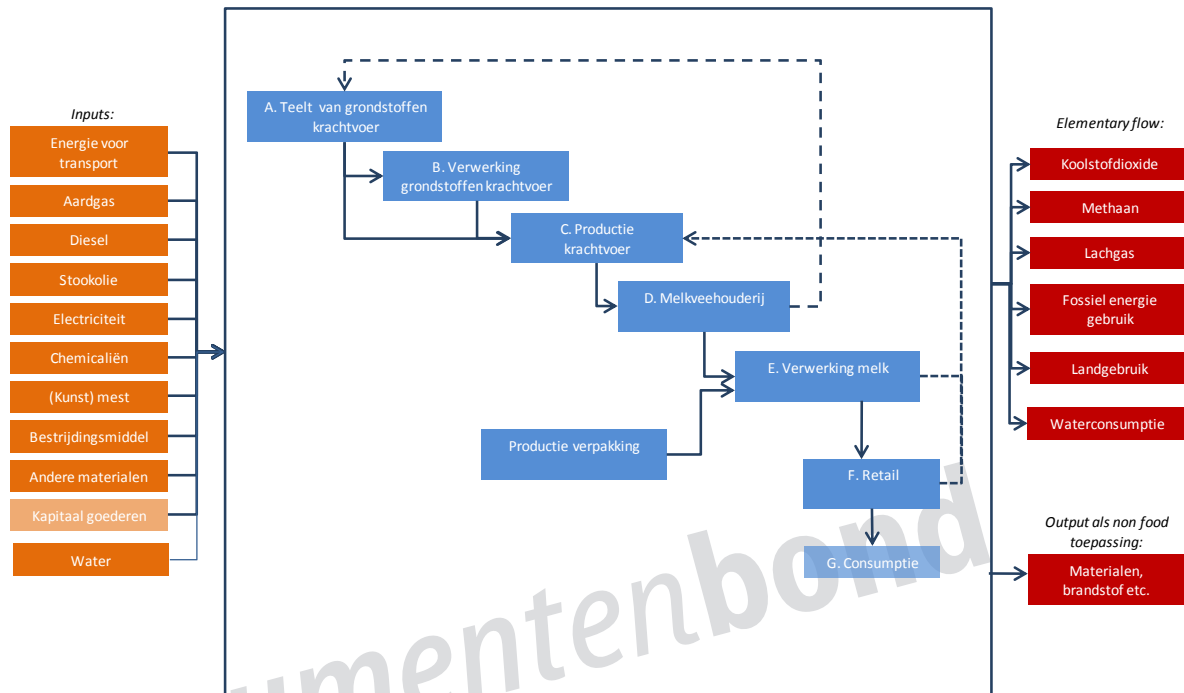 Inputs:
Energie voor
transport
Aardgas
Diesel
Stookolie
Electriciteit
Chemicaliën
(Kunst) mest
Bestrijdingsmiddel
Andere materialen
Kapitaal goederen
Water
A. Teelt van grondstoffen
krachtvoer
B. Verwerking
grondstoffen krachtvoer
C. Productie
krachtvoer
D. Melkveehouderij
E. Verwerking melk
Productie verpakking
F. Retail
G. Consumptie
Elementary flow:
Koolstofdioxide
Methaan
Lachgas
Fossiel energie
gebruik
Landgebruik
Waterconsumptie
Output als non food
toepassing:
Materialen,
brandstof etc.
umentenbond